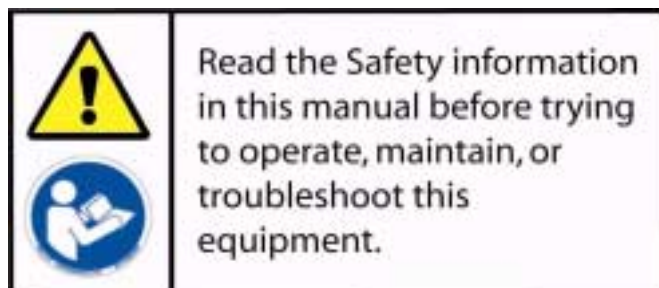 Read the Safety information
in this manual before trying
to operate, maintain, or
troubleshoot this
equipment.